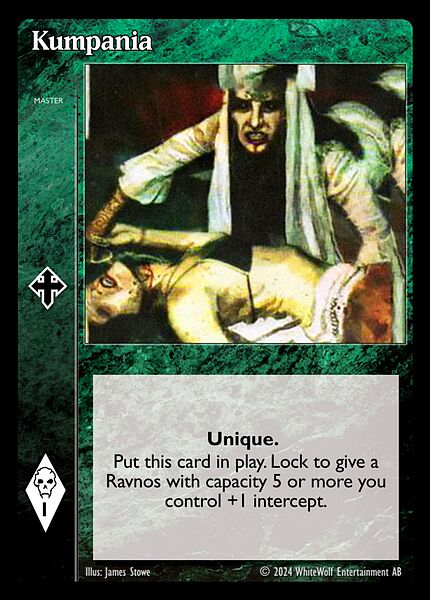 Kumpania
MASTER
Unique.
Put this card in play. Lock to give a
Ravnos with capacity 5 or more you
control +1 intercept.
I
Illus: James Stowe © 2024 WhiteWolf Entertainment AB